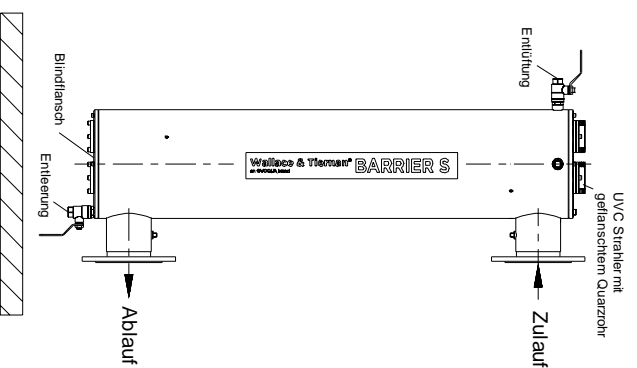 Entlüftung
Blindflansch
Entleerung
Wallace & Tiernan®
BARRIER S
UVC Strahler mit
geflanschtem Quarzrohr
Ablauf
Zulauf